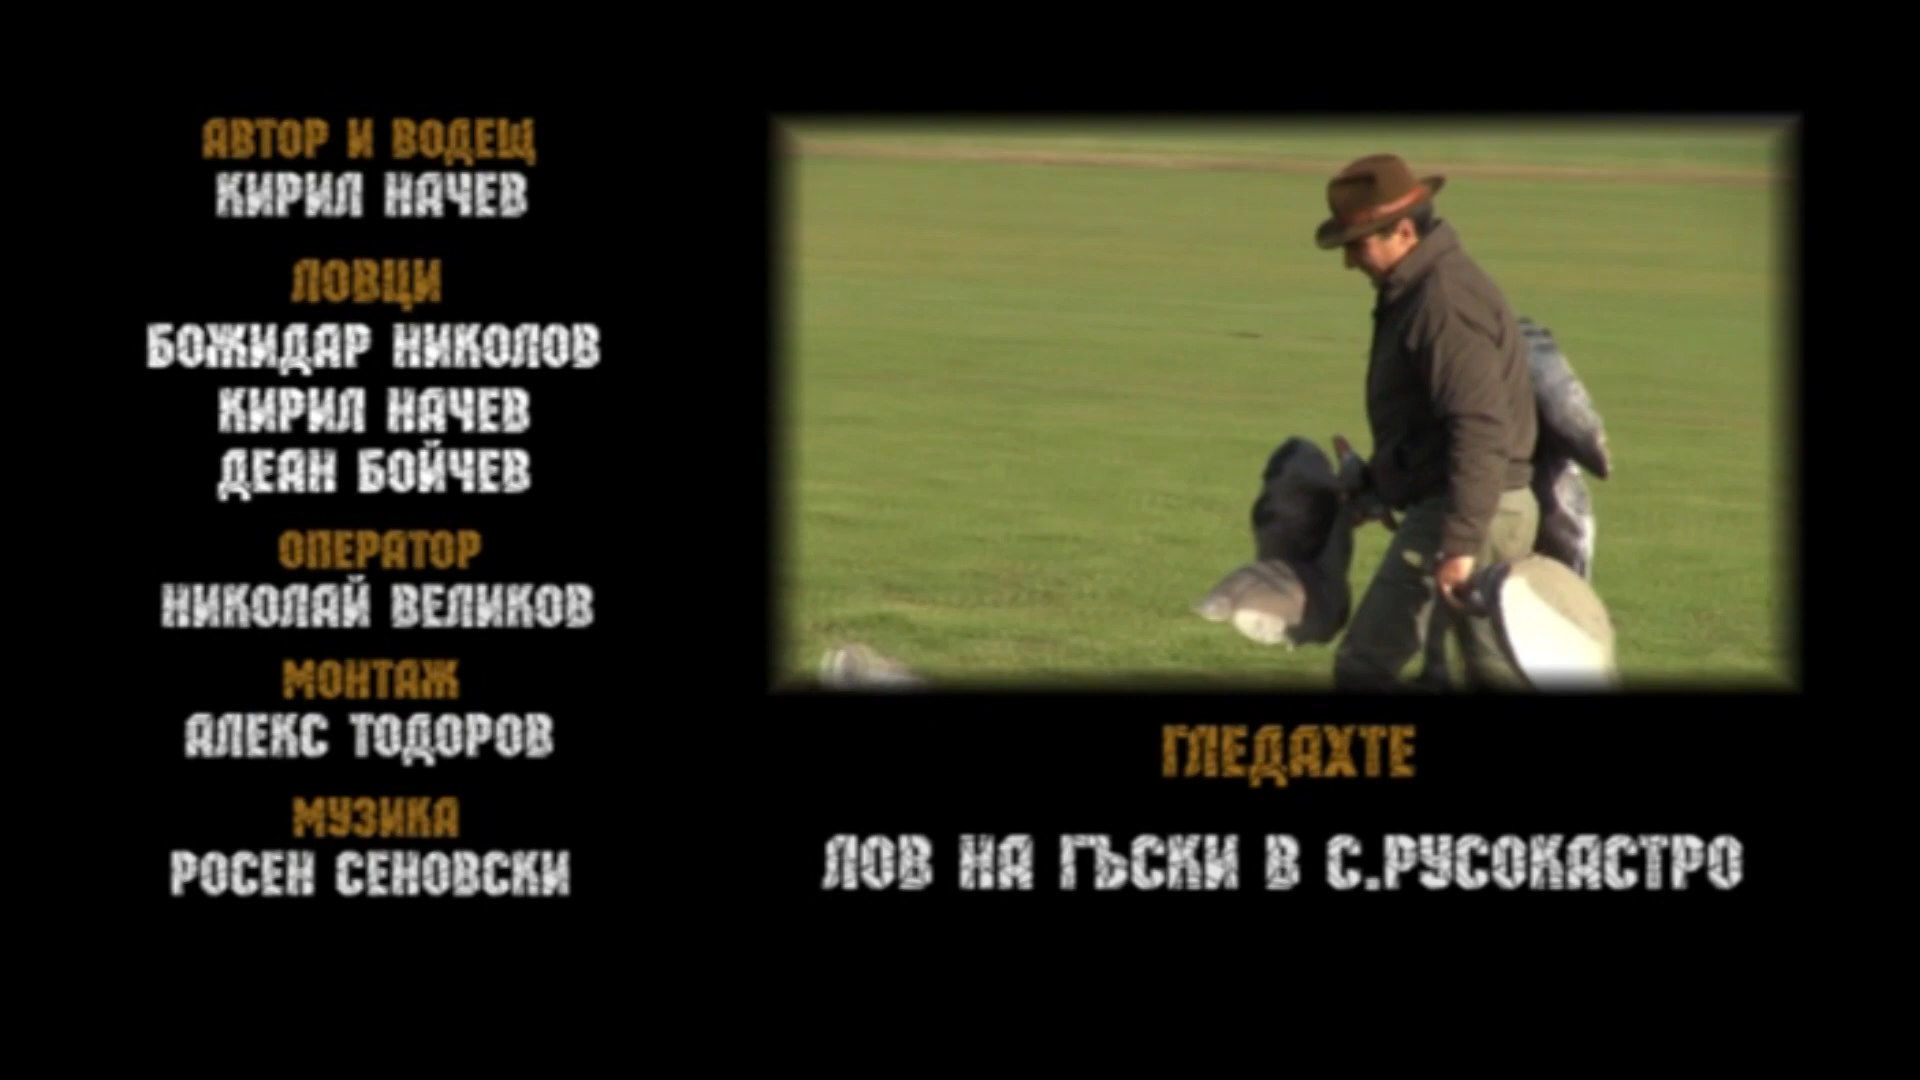 АВТОР И ВОДЕЩ
КИРИЛ НАЧЕВ
ЛОВЦИ
БОЖИДАР НИКОЛОВ
КИРИЛ НАЧЕВ
ДЕАН БОЙЧЕВ
ОПЕРАТОР
НИКОЛАЙ ВЕЛИКОВ
МОНТАЖ
АЛЕКС ТОДОРОВ
МУЗИКА
РОСЕН СЕНОВСКИ
ГЛЕДАХТЕ
ЛОВ НА ГЪСКИ В С.РУСОКАСТРО